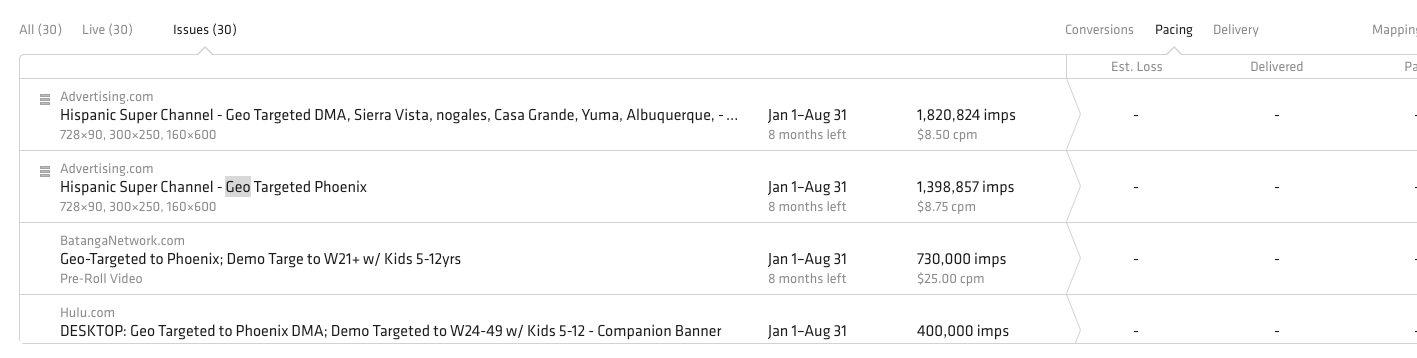 All (30) Live (30) Issues (30) Conversions Pacing Delivery Mapping
Est. Loss Delivered Pa
Advertising.com
Hispanic Super Channel - Geo Targeted DMA, Sierra Vista, nogales, Casa Grande, Yuma, Albuquerque, - ... Jan 1–Aug 31 1,820,824 imps - -
728×90, 300×250, 160×600 8 months left $8.50 cpm
Advertising.com
Hispanic Super Channel - Geo Targeted Phoenix Jan 1–Aug 31 1,398,857 imps - -
728×90, 300×250, 160×600 8 months left $8.75 cpm
BatangaNetwork.com
Geo-Targeted to Phoenix; Demo Targe to W21+ w/ Kids 5-12yrs Jan 1–Aug 31 730,000 imps - -
Pre-Roll Video 8 months left $25.00 cpm
Hulu.com
DESKTOP: Geo Targeted to Phoenix DMA; Demo Targeted to W24-49 w/ Kids 5-12 - Companion Banner Jan 1–Aug 31 400,000 imps - -